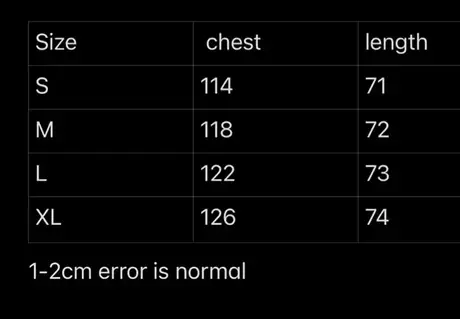 Size chest length
S 114 71
M 118 72
L 122 73
XL 126 74
1-2cm error is normal